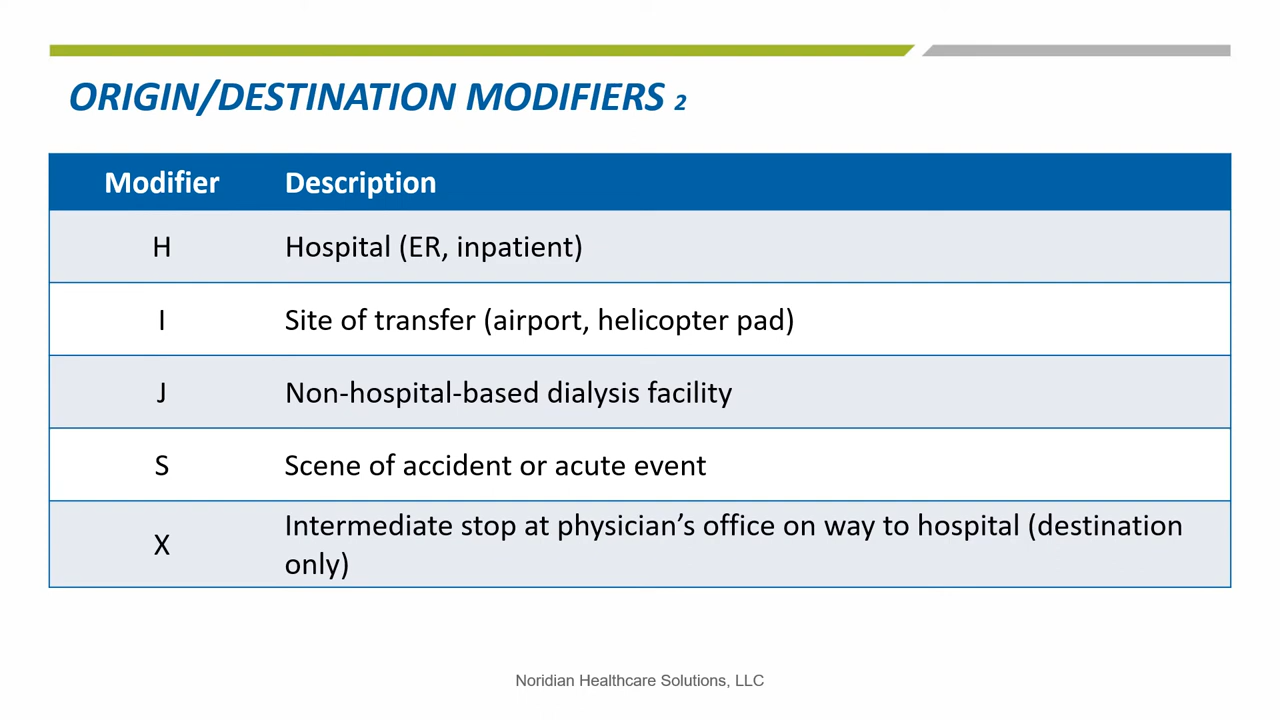 ORIGIN/DESTINATION MODIFIERS 2
Modifier Description
H Hospital (ER, inpatient)
I Site of transfer (airport, helicopter pad)
J Non-hospital-based dialysis facility
S Scene of accident or acute event
X Intermediate stop at physician’s office on way to hospital (destination
only)
Noridian Healthcare Solutions, LLC